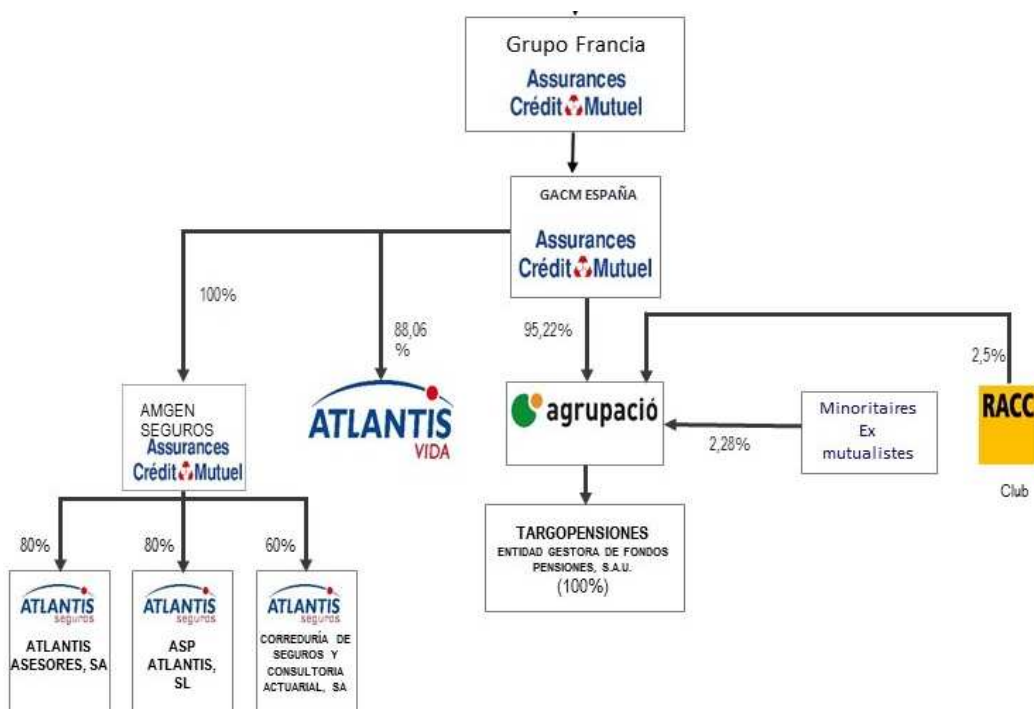 Grupo Francia
Assurances
Crédit Mutuel
GACM ESPAÑA
Assurances
Crédit Mutuel
100%
88,06
%
95,22%
2,5%
AMGEN
SEGUROS
Assurances
Crédit Mutuel
ATLANTIS
VIDA
agrupació
2,28%
Minoritaires
Ex
mutualistes
RACC
Club
80%
80%
60%
TARGOPENSIONES
ENTIDAD GESTORA DE FONDOS
PENSIONES, S.A.U.
(100%)
ATLANTIS
seguros
ATLANTIS
ASESORES, SA
ATLANTIS
seguros
ASP
ATLANTIS,
SL
ATLANTIS
seguros
CORREDURÍA DE
SEGUROS Y
CONSULTORIA
ACTUARIAL, SA